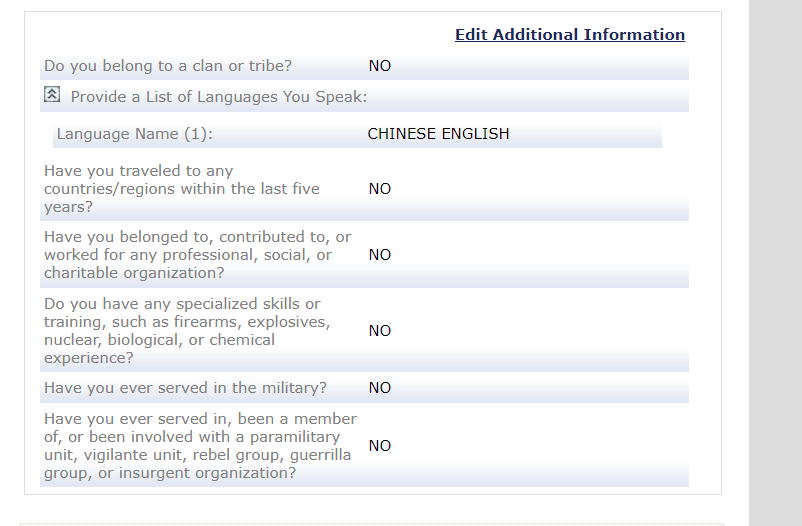 Edit Additional Information
Do you belong to a clan or tribe? NO
Provide a List of Languages You Speak:
Language Name (1): CHINESE ENGLISH
Have you traveled to any
countries/regions within the last five
years?
NO
Have you belonged to, contributed to, or
worked for any professional, social, or
charitable organization?
NO
Do you have any specialized skills or
training, such as firearms, explosives,
nuclear, biological, or chemical
experience?
NO
Have you ever served in the military? NO
Have you ever served in, been a member
of, or been involved with a paramilitary
unit, vigilante unit, rebel group, guerrilla
group, or insurgent organization?
NO